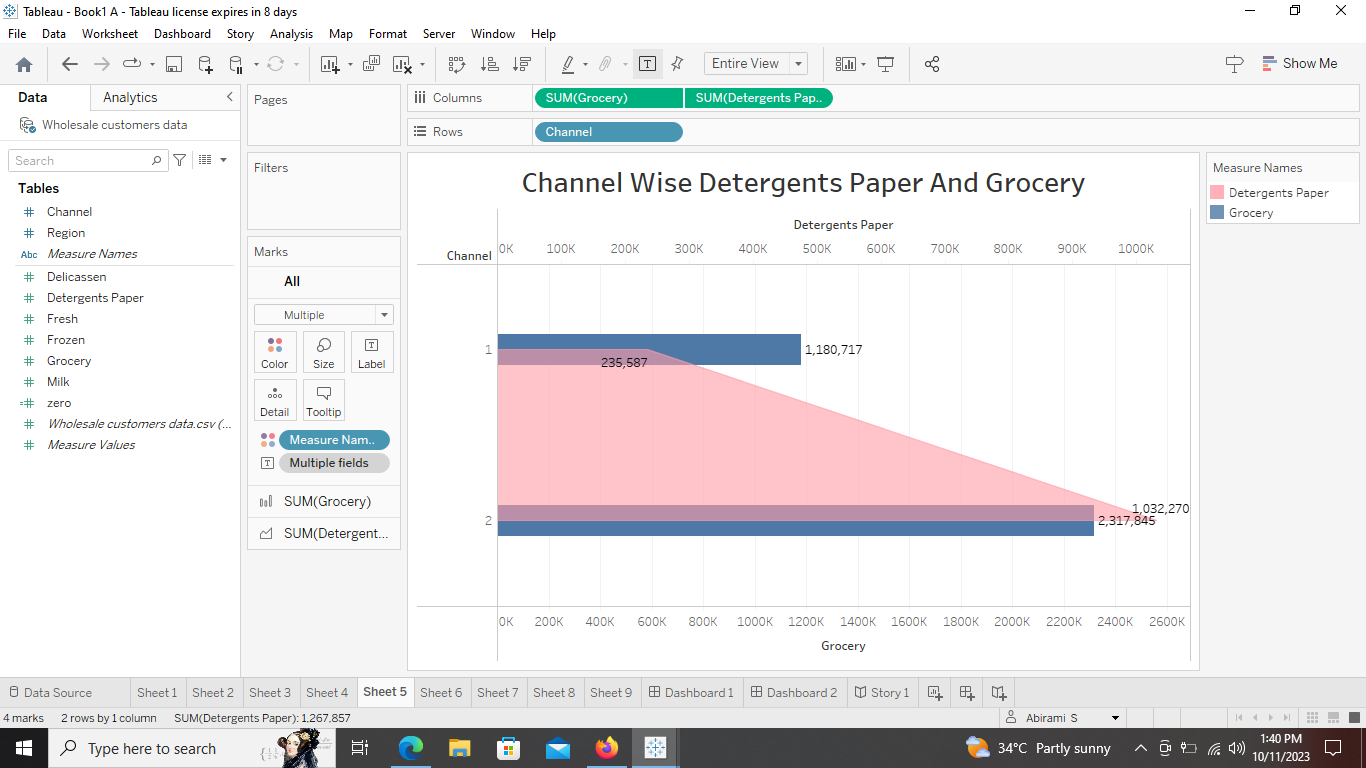 Tableau - Book1 A - Tableau license expires in 8 days
File Data Worksheet Dashboard Story Analysis Map Format Server Window Help
Entire View
Show Me
Data Analytics
Wholesale customers data
Search
Tables
Channel
Region
Abc Measure Names
Delicassen
Detergents Paper
Fresh
Frozen
Grocery
Milk
zero
Wholesale customers data.csv (...
Measure Values
Pages
Filters
Marks
All
Multiple
Color Size Label
Detail Tooltip
Measure Nam..
Multiple fields
SUM(Grocery)
SUM(Detergent...
Columns SUM(Grocery) SUM(Detergents Pap..
Rows Channel
Channel Wise Detergents Paper And Grocery
Detergents Paper
Channel
0K 100K 200K 300K 400K 500K 600K 700K 800K 900K 1000K
1 1,180,717
235,587
1,032,270
2 2,317,845
0K 200K 400K 600K 800K 1000K 1200K 1400K 1600K 1800K 2000K 2200K 2400K 2600K
Grocery
Measure Names
Detergents Paper
Grocery
Data Source Sheet 1 Sheet 2 Sheet 3 Sheet 4 Sheet 5 Sheet 6 Sheet 7 Sheet 8 Sheet 9 Dashboard 1 Dashboard 2 Story 1
4 marks 2 rows by 1 column SUM(Detergents Paper): 1,267,857 Abirami S
Type here to search
34°C Partly sunny
1:40 PM
10/11/2023